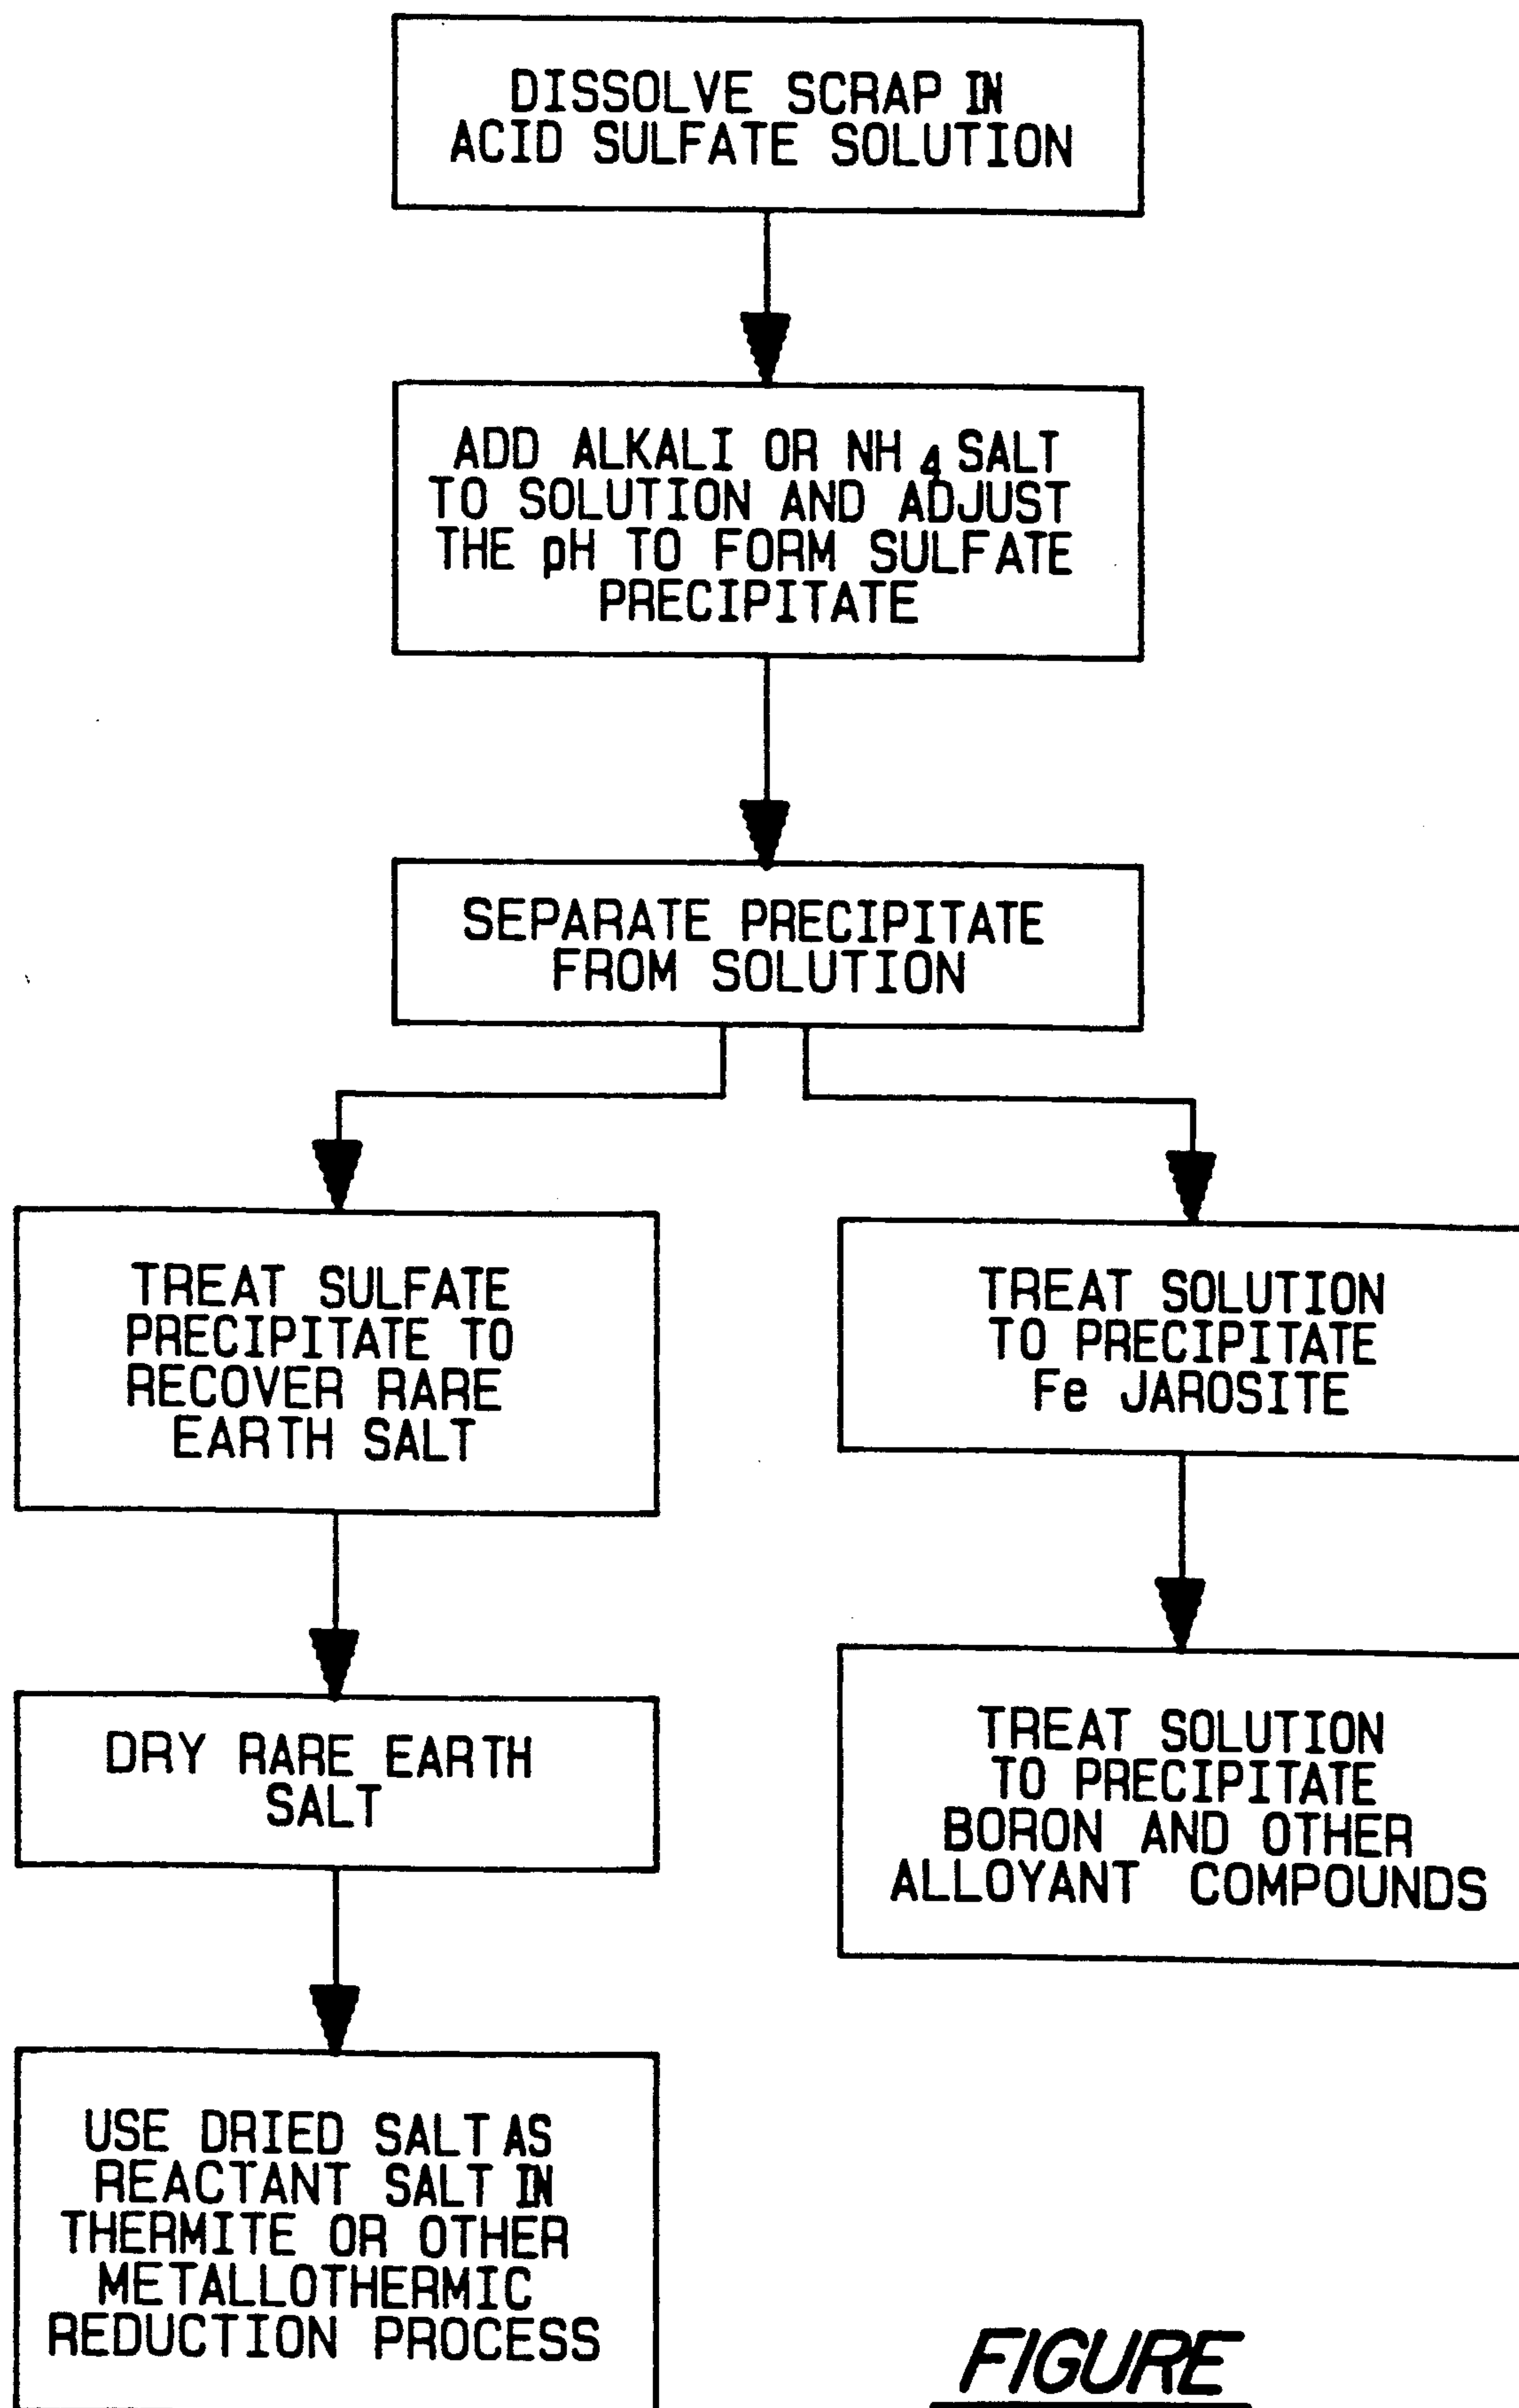 DISSOLVE SCRAP IN
ACID SULFATE SOLUTION
ADD ALKALI OR NH4 SALT
TO SOLUTION AND ADJUST
THE pH TO FORM SULFATE
PRECIPITATE
SEPARATE PRECIPITATE
FROM SOLUTION
TREAT SULFATE
PRECIPITATE TO
RECOVER RARE
EARTH SALT
DRY RARE EARTH
SALT
USE DRIED SALT AS
REACTANT SALT IN
THERMITE OR OTHER
METALLOTHERMIC
REDUCTION PROCESS
TREAT SOLUTION
TO PRECIPITATE
Fe JAROSITE
TREAT SOLUTION
TO PRECIPITATE
BORON AND OTHER
ALLOYANT COMPOUNDS
FIGURE